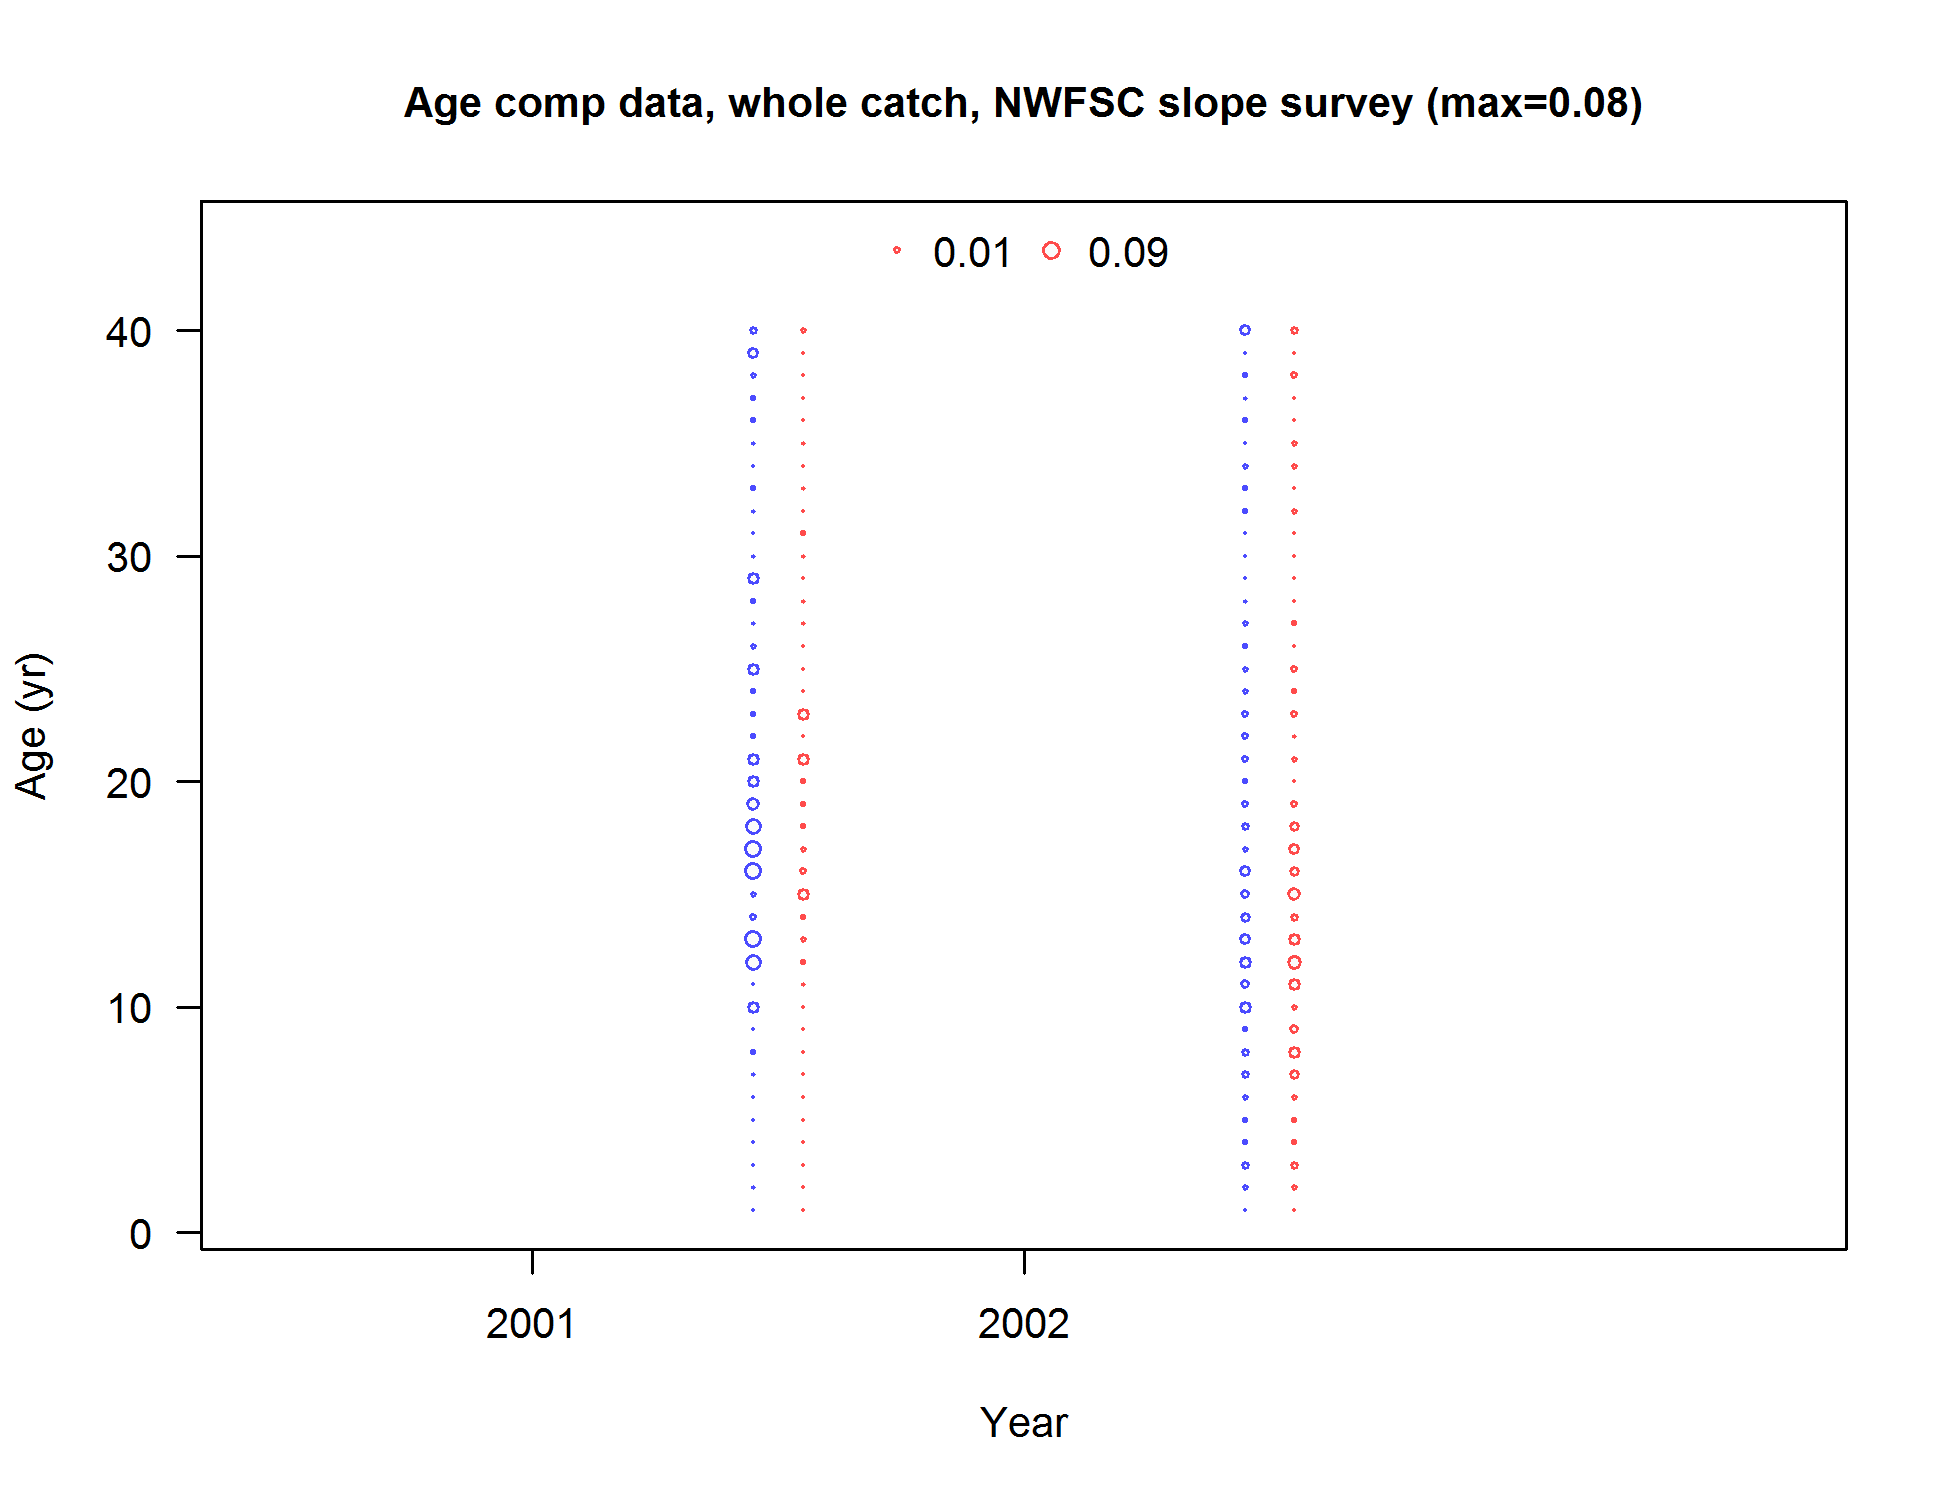 Age comp data, whole catch, NWFSC slope survey (max=0.08)
0.01 0.09
40
30
20
10
0
Age (yr)
2001 2002
Year